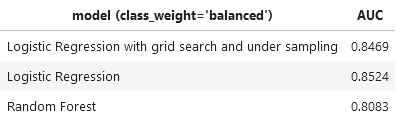 model (class_weight='balanced') AUC
Logistic Regression with grid search and under sampling 0.8469
Logistic Regression 0.8524
Random Forest 0.8083